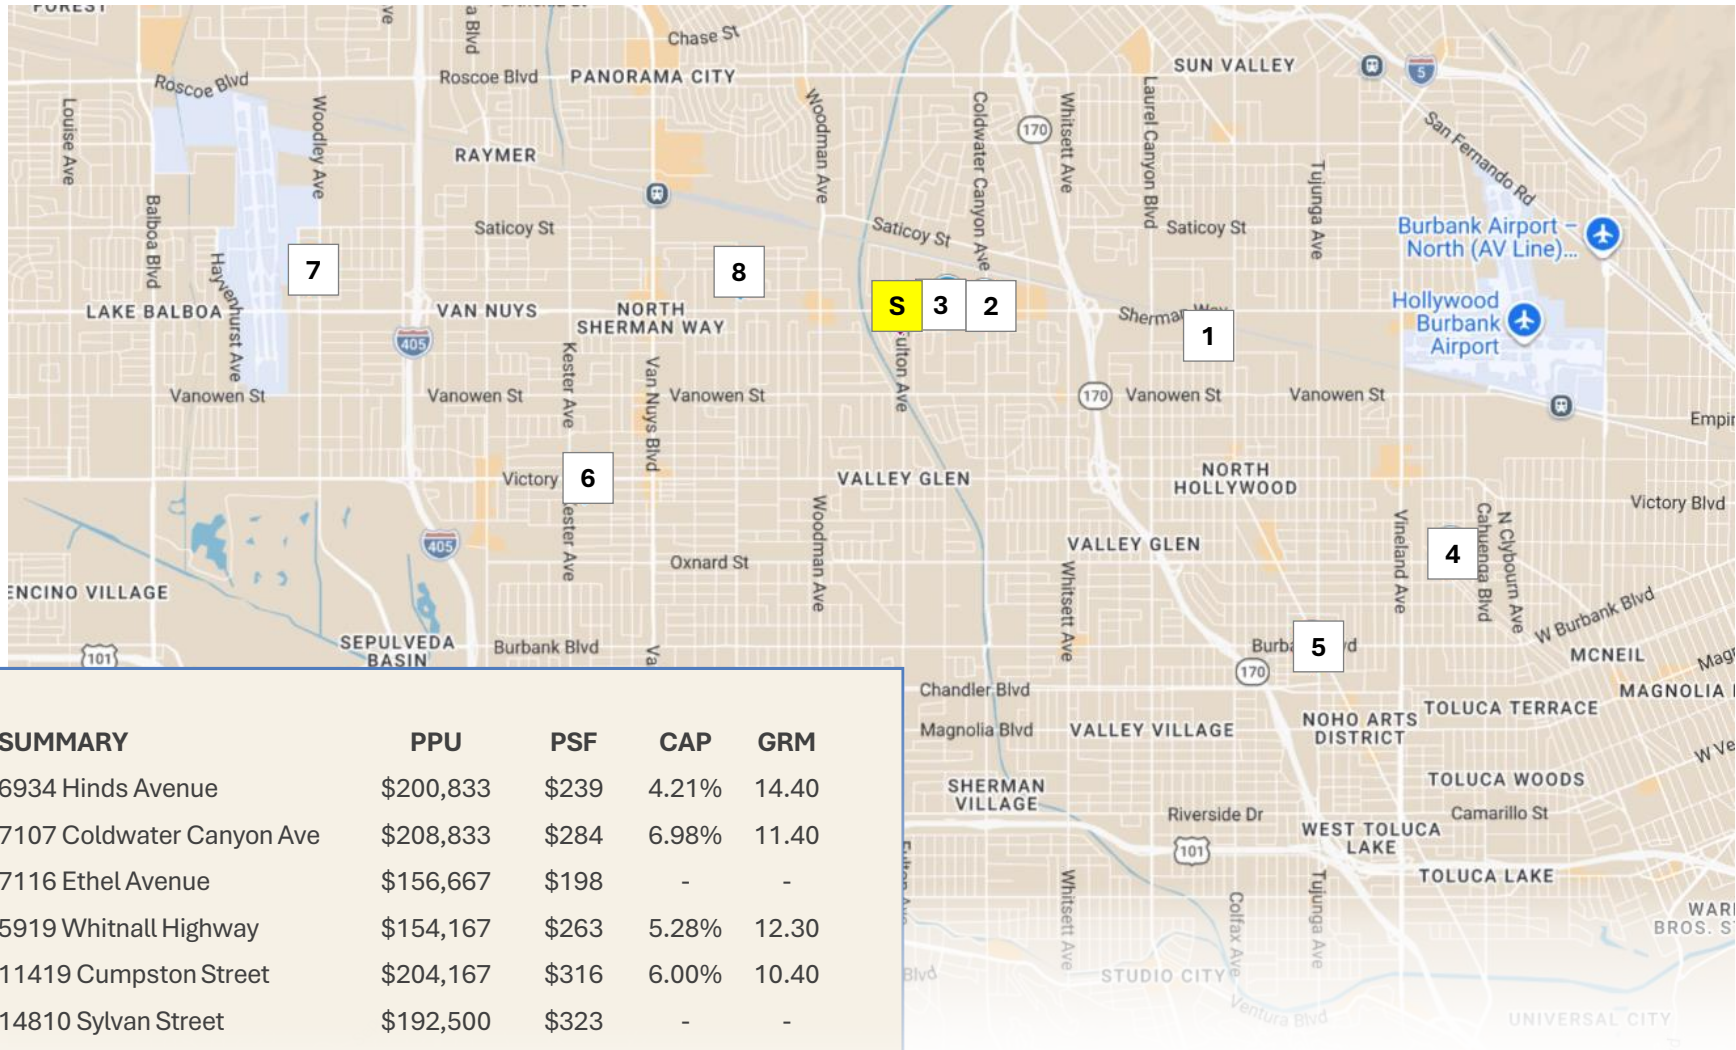 FOREST
Chase St
Roscoe Blvd
Roscoe Blvd
PANORAMA CITY
SUN VALLEY
5
Louise Ave
Woodley Ave
Woodman Ave
Coldwater Canyon Ave
170
Whitsett Ave
Laurel Canyon Blvd
San Fernando Rd
RAYMER
Tujunga Ave
Balboa Blvd
Saticoy St
Saticoy St
Saticoy St
Burbank Airport –
North (AV Line)...
7
8
Hayvenhurst Ave
LAKE BALBOA
VAN NUYS
NORTH
SHERMAN WAY
S
3
2
Sherman Way
1
Hollywood
Burbank
Airport
405
Kester Ave
Van Nuys Blvd
Fulton Ave
Vanowen St
Vanowen St
Vanowen St
170
Vanowen St
Vanowen St
Empir
Victory
6
VALLEY GLEN
NORTH
HOLLYWOOD
Victory Blvd
Kester Ave
Woodman Ave
405
Oxnard St
VALLEY GLEN
Vineland Ave
4
Cahuenga Blvd
N Clybourn Ave
ENCINO VILLAGE
Whitsett Ave
W Burbank Blvd
SEPULVEDA
BASIN
101
Burbank Blvd
Va
Burba
5
vd
170
MCNEIL
Magn
MAGNOLIA
Chandler Blvd
Magnolia Blvd
VALLEY VILLAGE
NOHO ARTS
DISTRICT
TOLUCA TERRACE
W Ve
SHERMAN
VILLAGE
TOLUCA WOODS
Riverside Dr
Camarillo St
WEST TOLUCA
LAKE
101
TOLUCA LAKE
Fulton Ave
Whitsett Ave
Colfax Ave
Tujunga Ave
WAR
BROS. S
Blvd
STUDIO CITY
Ventura Blvd
UNIVERSAL CITY
SUMMARY PPU PSF CAP GRM
6934 Hinds Avenue $200,833 $239 4.21% 14.40
7107 Coldwater Canyon Ave $208,833 $284 6.98% 11.40
7116 Ethel Avenue $156,667 $198 - -
5919 Whitnall Highway $154,167 $263 5.28% 12.30
11419 Cumpston Street $204,167 $316 6.00% 10.40
14810 Sylvan Street $192,500 $323 - -